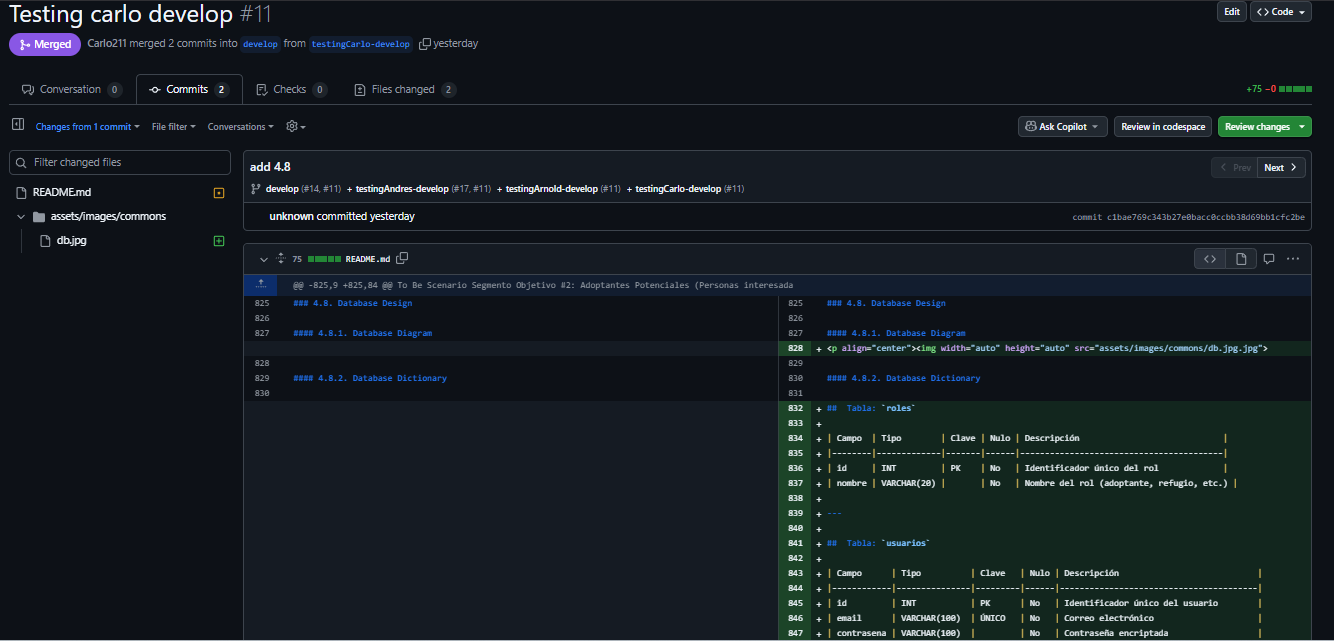 Testing carlo develop #11
Edit
<> Code
Merged Carlo211 merged 2 commits into develop from testingCarlo-develop yesterday
Conversation 0 Commits 2 Checks 0 Files changed 2
+75 −0
Changes from 1 commit File filter Conversations
Ask Copilot Review in codespace Review changes
Filter changed files
README.md
assets/images/commons
db.jpg
add 4.8
Prev Next
develop (#14, #11) + testingAndres-develop (#17, #11) + testingArnold-develop (#11) + testingCarlo-develop (#11)
unknown committed yesterday
commit c1bae769c343b27e0bacc0ccbb38d69bb1cfc2be
75 README.md
@@ -825,9 +825,84 @@ To Be Scenario Segmento Objetivo #2: Adoptantes Potenciales (Personas interesada
825 ### 4.8. Database Design 825 ### 4.8. Database Design
826 826
827 #### 4.8.1. Database Diagram 827 #### 4.8.1. Database Diagram
828 + <p align="center"><img width="auto" height="auto" src="assets/images/commons/db.jpg.jpg">
828 829
829 #### 4.8.2. Database Dictionary 830 #### 4.8.2. Database Dictionary
830 831
832 + ## Tabla: `roles`
833 +
834 + | Campo | Tipo | Clave | Nulo | Descripción |
835 + |--------|-------------|-------|------|-----------------------------------------|
836 + | id | INT | PK | No | Identificador único del rol |
837 + | nombre | VARCHAR(20) | | No | Nombre del rol (adoptante, refugio, etc.) |
838 +
839 + ---
840 +
841 + ## Tabla: `usuarios`
842 +
843 + | Campo | Tipo | Clave | Nulo | Descripción |
844 + |------------|--------------|--------|------|----------------------------------------|
845 + | id | INT | PK | No | Identificador único del usuario |
846 + | email | VARCHAR(100) | ÚNICO | No | Correo electrónico |
847 + | contrasena | VARCHAR(100) | | No | Contraseña encriptada |